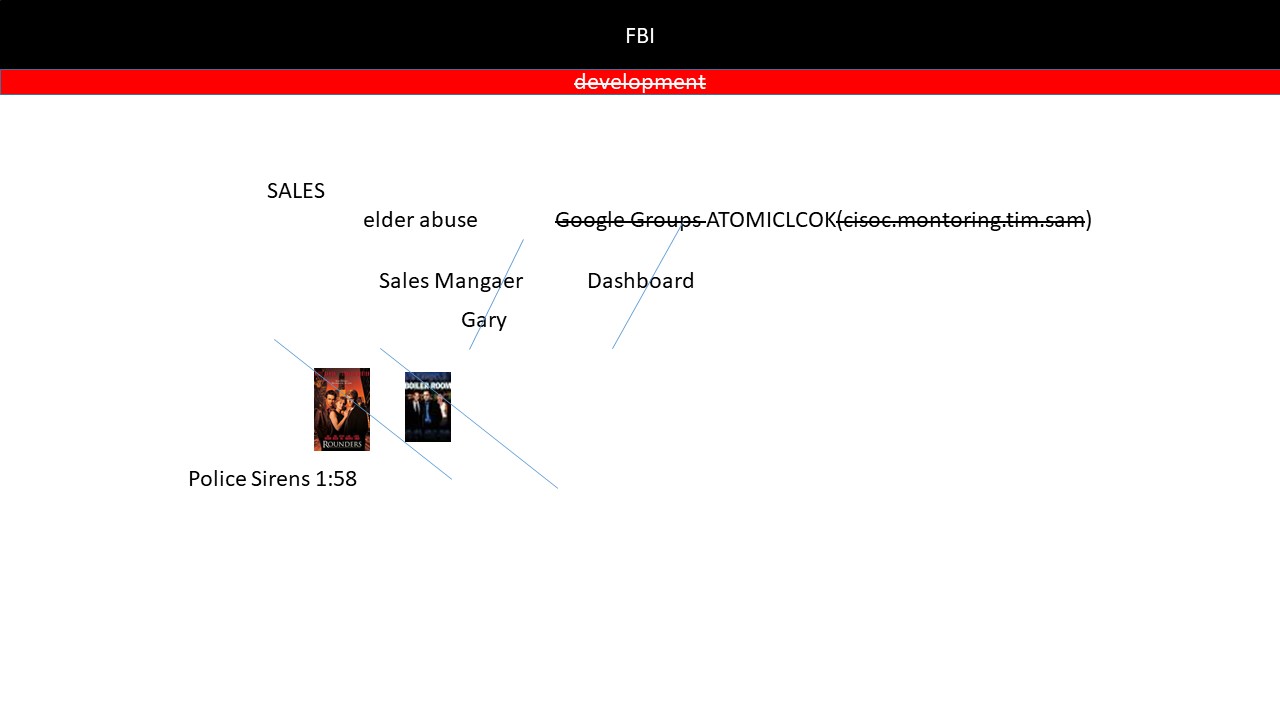 FBI
development
SALES
elder abuse
Google Groups ATOMICLCOK(cisoc.montoring.tim.sam)
Sales Mangaer
Dashboard
Gary
ROUNDERS
BOILER ROOM
Police Sirens 1:58